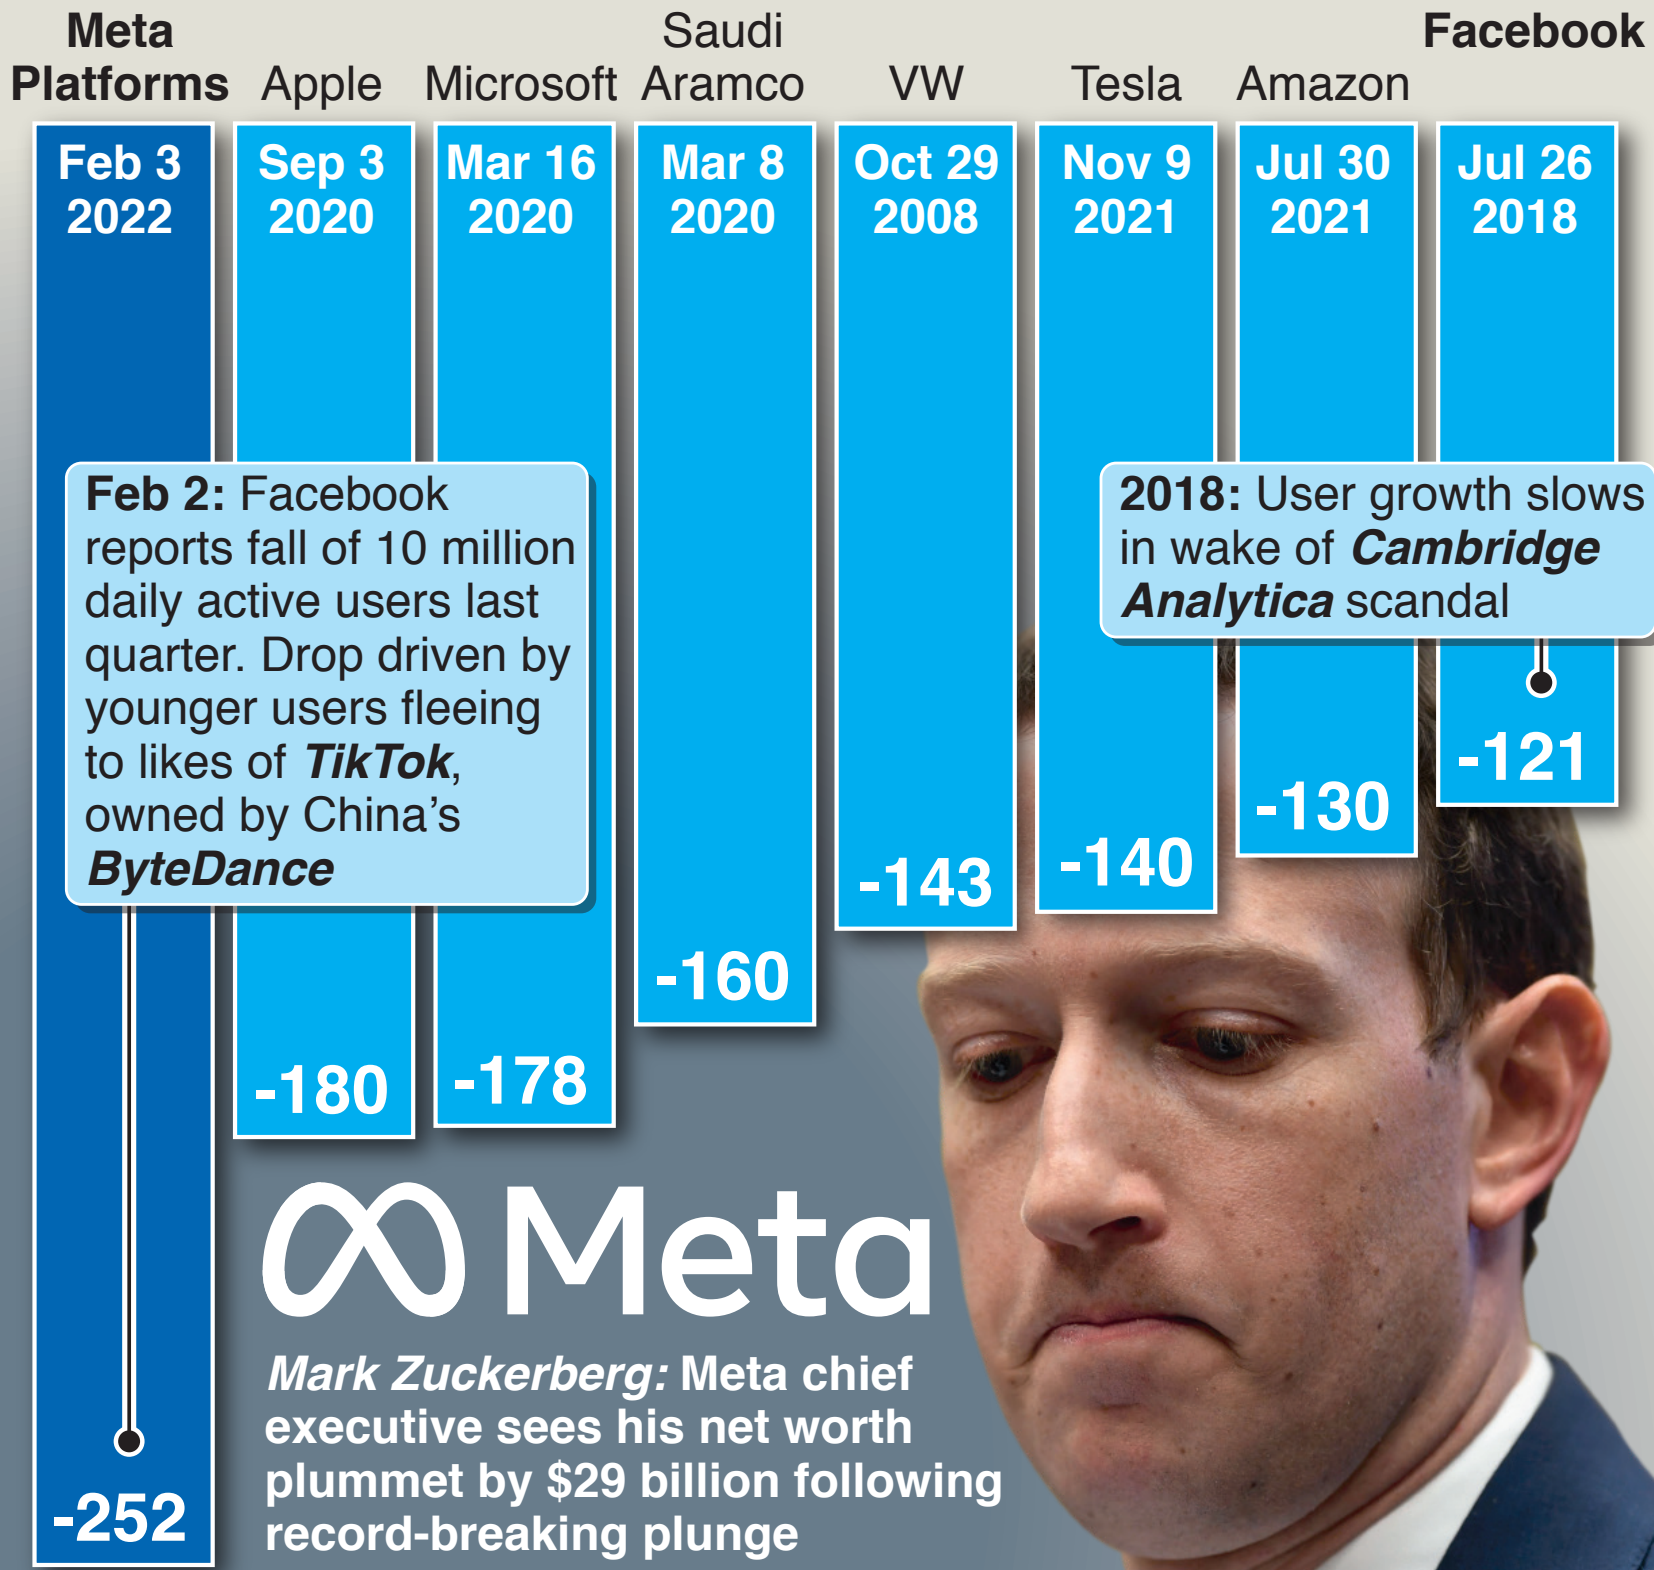 Meta
Platforms
Apple
Microsoft
Saudi
Aramco
VW
Tesla
Amazon
Facebook
Feb 3
2022
Sep 3
2020
Mar 16
2020
Mar 8
2020
Oct 29
2008
Nov 9
2021
Jul 30
2021
Jul 26
2018
Feb 2: Facebook
reports fall of 10 million
daily active users last
quarter. Drop driven by
younger users fleeing
to likes of TikTok,
owned by China’s
ByteDance
2018: User growth slows
in wake of Cambridge
Analytica scandal
-252
-180
-178
-160
-143
-140
-130
-121
Meta
Mark Zuckerberg: Meta chief
executive sees his net worth
plummet by $29 billion following
record-breaking plunge